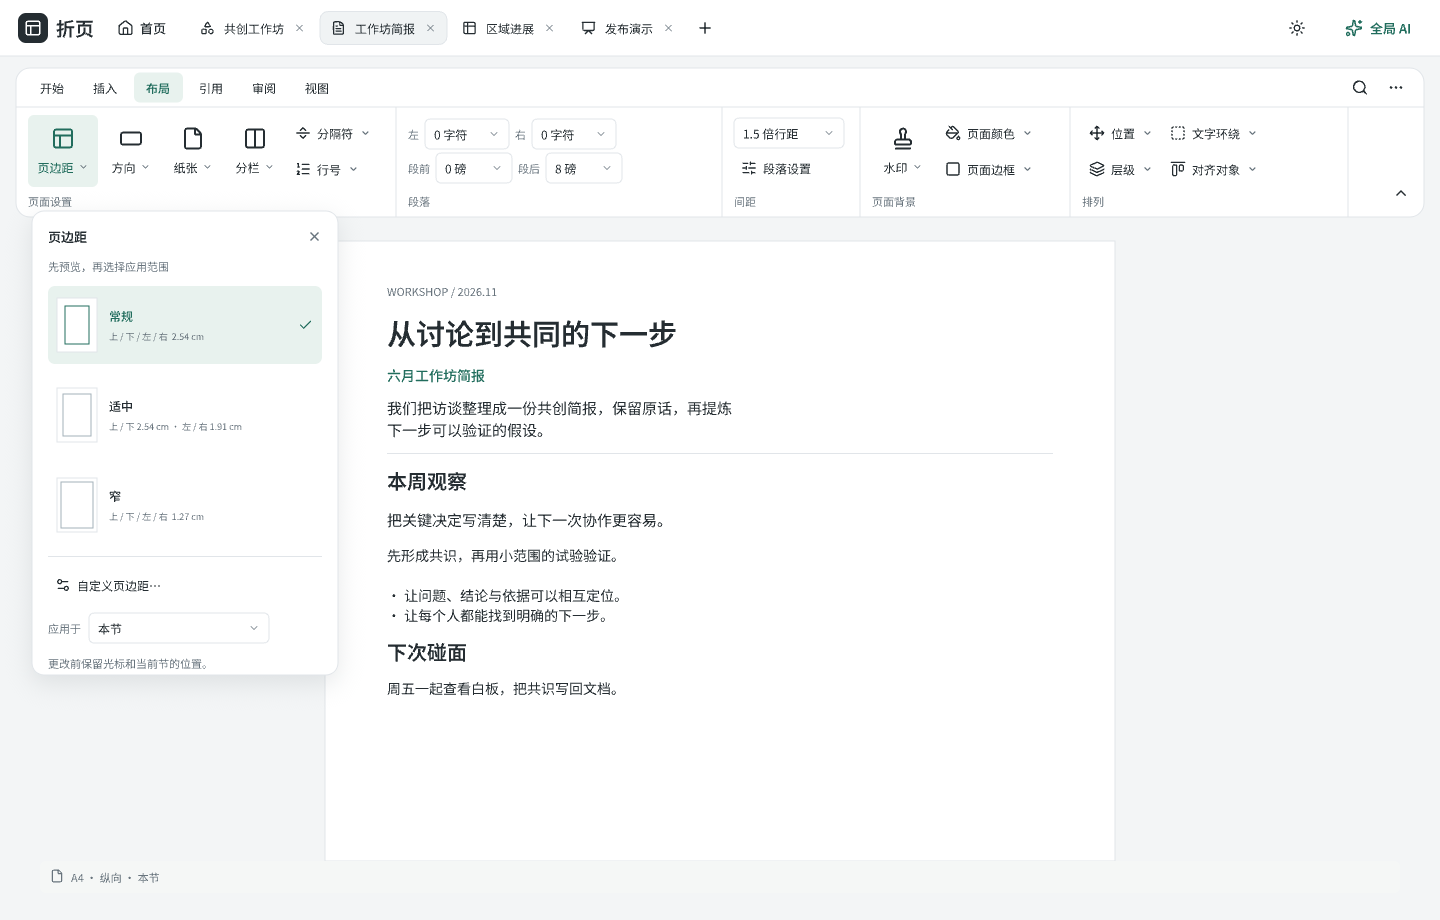 折页 首页 共创工作坊 工作坊简报 区域进展 发布演示 全局 AI
开始 插入 布局 引用 审阅 视图
页边距 方向 纸张 分栏 分隔符 行号
页面设置
左 0 字符 右 0 字符
段前 0 磅 段后 8 磅
段落
1.5 倍行距
段落设置
间距
水印 页面颜色 页面边框
页面背景
位置 文字环绕
层级 对齐对象
排列
页边距
先预览，再选择应用范围
常规
上 / 下 / 左 / 右 2.54 cm
适中
上 / 下 2.54 cm · 左 / 右 1.91 cm
窄
上 / 下 / 左 / 右 1.27 cm
自定义页边距…
应用于 本节
更改前保留光标和当前节的位置。
WORKSHOP / 2026.11
从讨论到共同的下一步
六月工作坊简报
我们把访谈整理成一份共创简报，保留原话，再提炼
下一步可以验证的假设。
本周观察
把关键决定写清楚，让下一次协作更容易。
先形成共识，再用小范围的试验验证。
• 让问题、结论与依据可以相互定位。
• 让每个人都能找到明确的下一步。
下次碰面
周五一起查看白板，把共识写回文档。
A4 · 纵向 · 本节